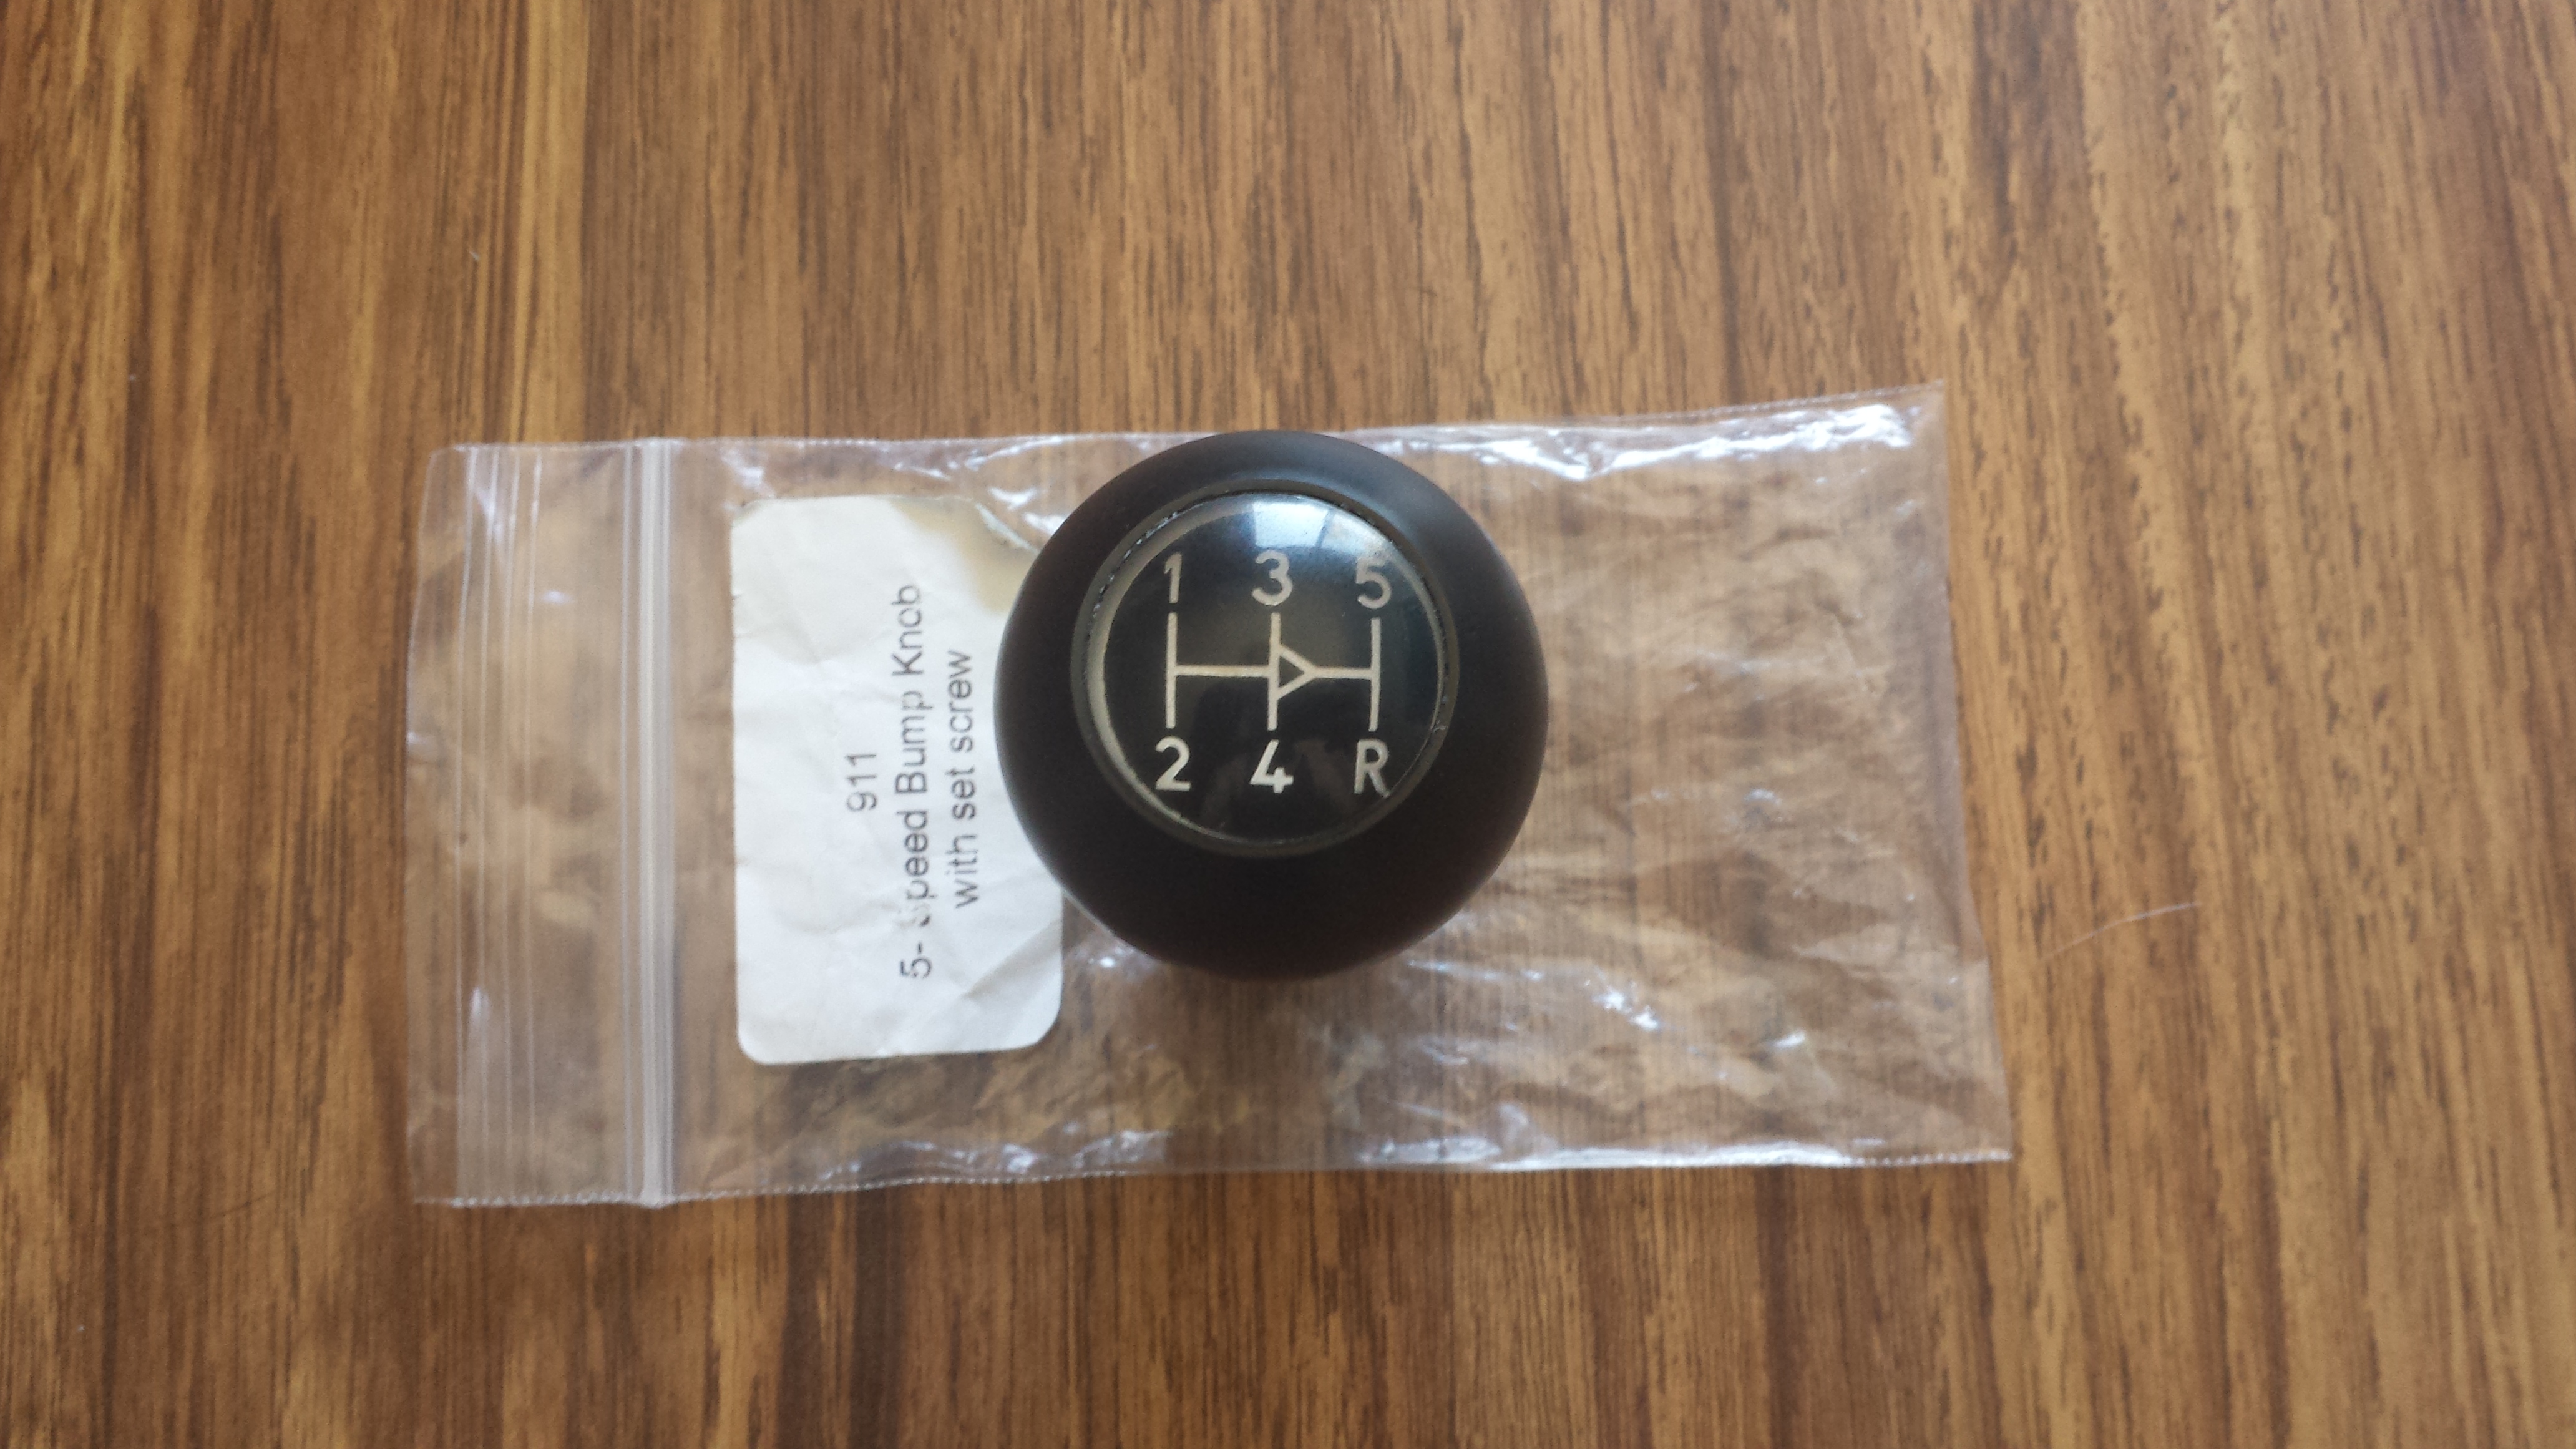 911
5- Speed Bump Knob
with set screw
1 3 5
2 4 R